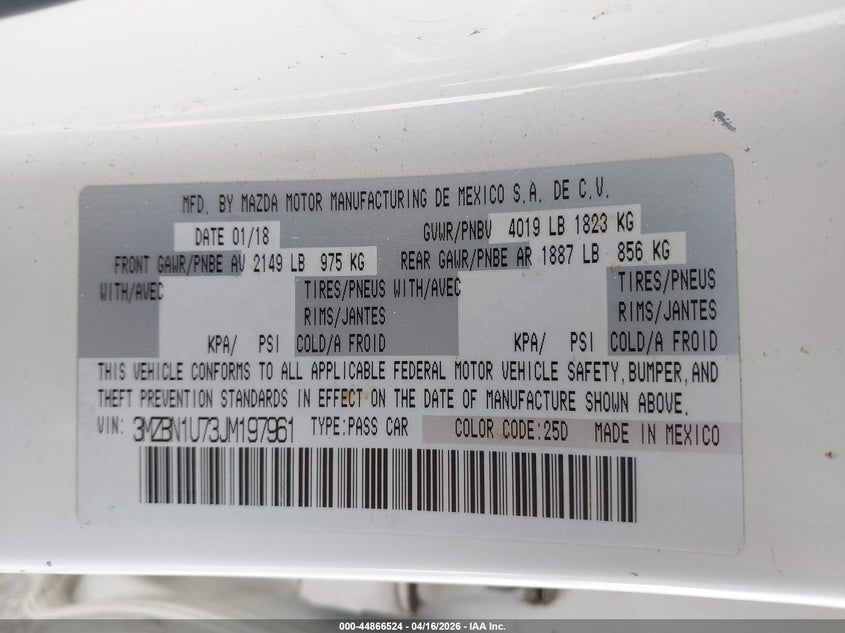 MFD. BY MAZDA MOTOR MANUFACTURING DE MEXICO S.A. DE C.V.
DATE 01/18 GVWR/PNBV 4019 LB 1823 KG
FRONT GAWR/PNBE AV 2149 LB 975 KG REAR GAWR/PNBE AR 1887 LB 856 KG
WITH/AVEC TIRES/PNEUS WITH/AVEC TIRES/PNEUS
RIMS/JANTES RIMS/JANTES
KPA/ PSI COLD/A FROID KPA/ PSI COLD/A FROID
THIS VEHICLE CONFORMS TO ALL APPLICABLE FEDERAL MOTOR VEHICLE SAFETY, BUMPER, AND
THEFT PREVENTION STANDARDS IN EFFECT ON THE DATE OF MANUFACTURE SHOWN ABOVE.
VIN: 3MZBN1U73JM197961 TYPE:PASS CAR COLOR CODE:25D MADE IN MEXICO
000-44866524 - 04/16/2026 - IAA Inc.